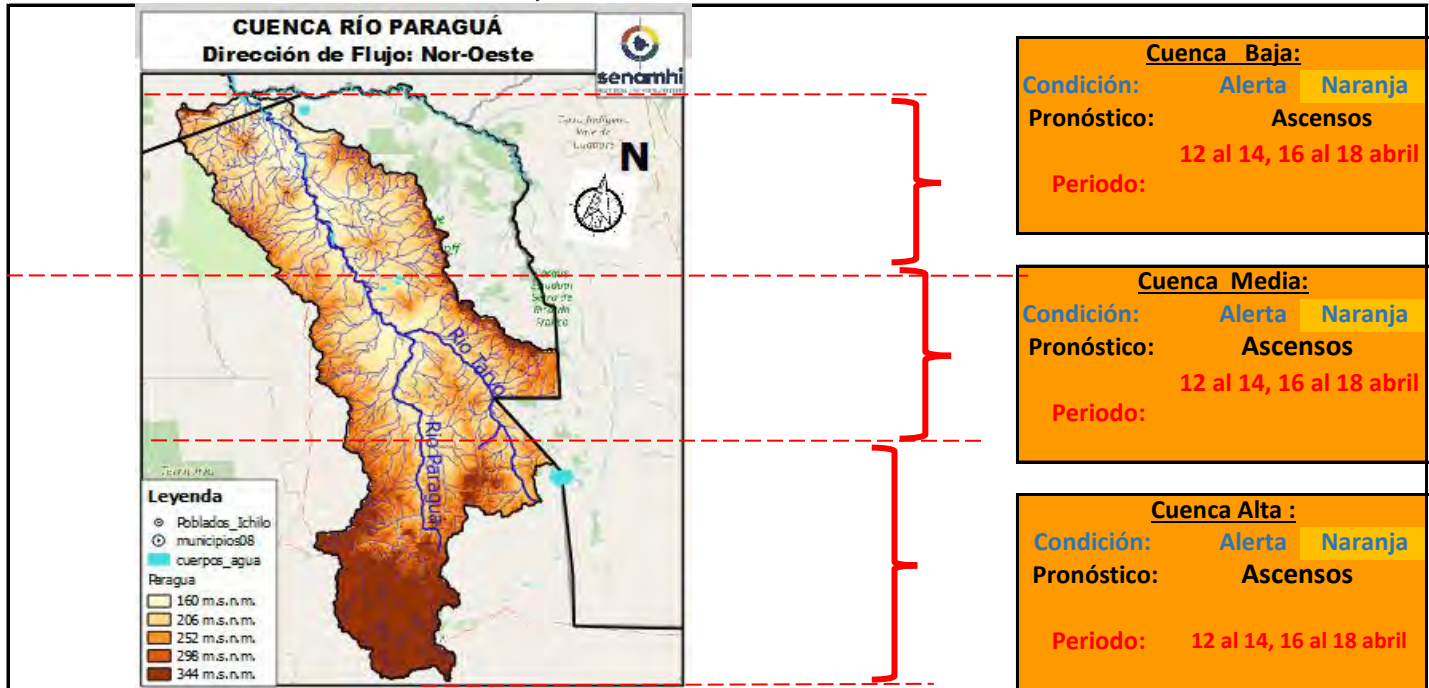 CUENCA RÍO PARAGUÁ
Dirección de Flujo: Nor-Oeste
senamhi
N
Río Tarvo
Río Paraguá
Leyenda
Poblados_Ichilo
municipios08
cuerpos_agua
Paragua
160 m.s.n.m.
206 m.s.n.m.
252 m.s.n.m.
298 m.s.n.m.
344 m.s.n.m.
Cuenca Baja:
Condición: Alerta Naranja
Pronóstico: Ascensos
12 al 14, 16 al 18 abril
Periodo:
Cuenca Media:
Condición: Alerta Naranja
Pronóstico: Ascensos
12 al 14, 16 al 18 abril
Periodo:
Cuenca Alta :
Condición: Alerta Naranja
Pronóstico: Ascensos
Periodo: 12 al 14, 16 al 18 abril